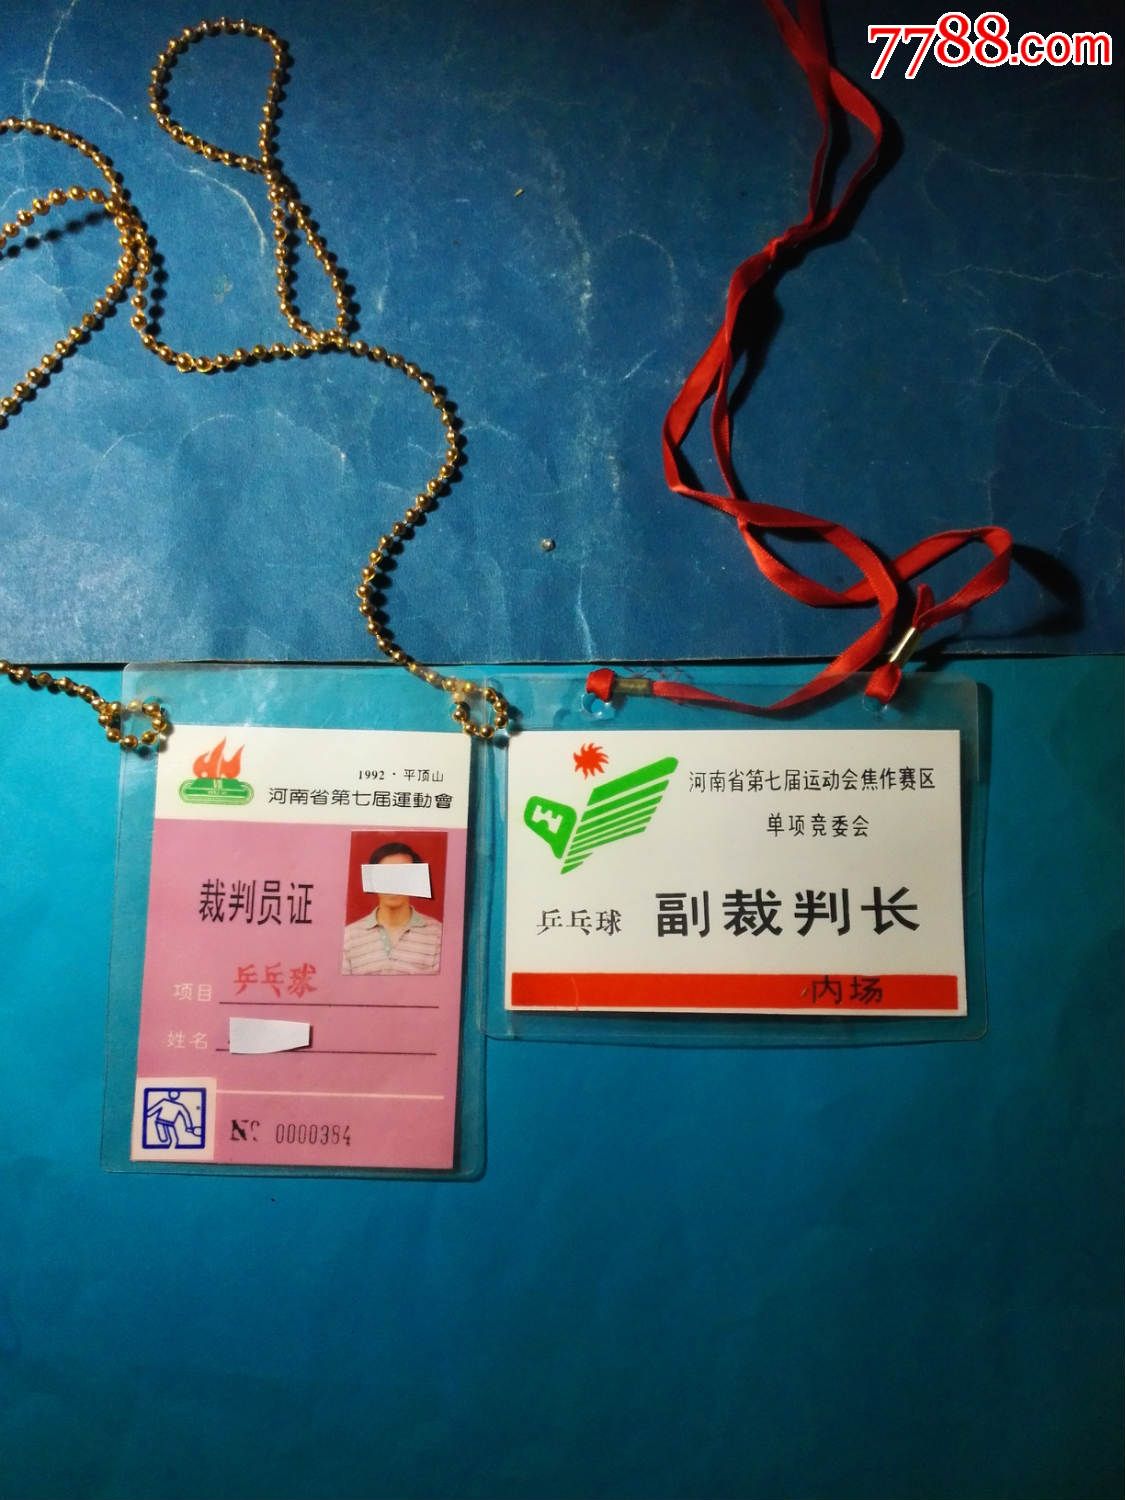 7788.com
1992·平顶山
河南省第七届運動會
裁判员证
项目 乒乓球
姓名
Nº 0000384
河南省第七届运动会焦作赛区
单项竞委会
乒乓球 副裁判长
内场